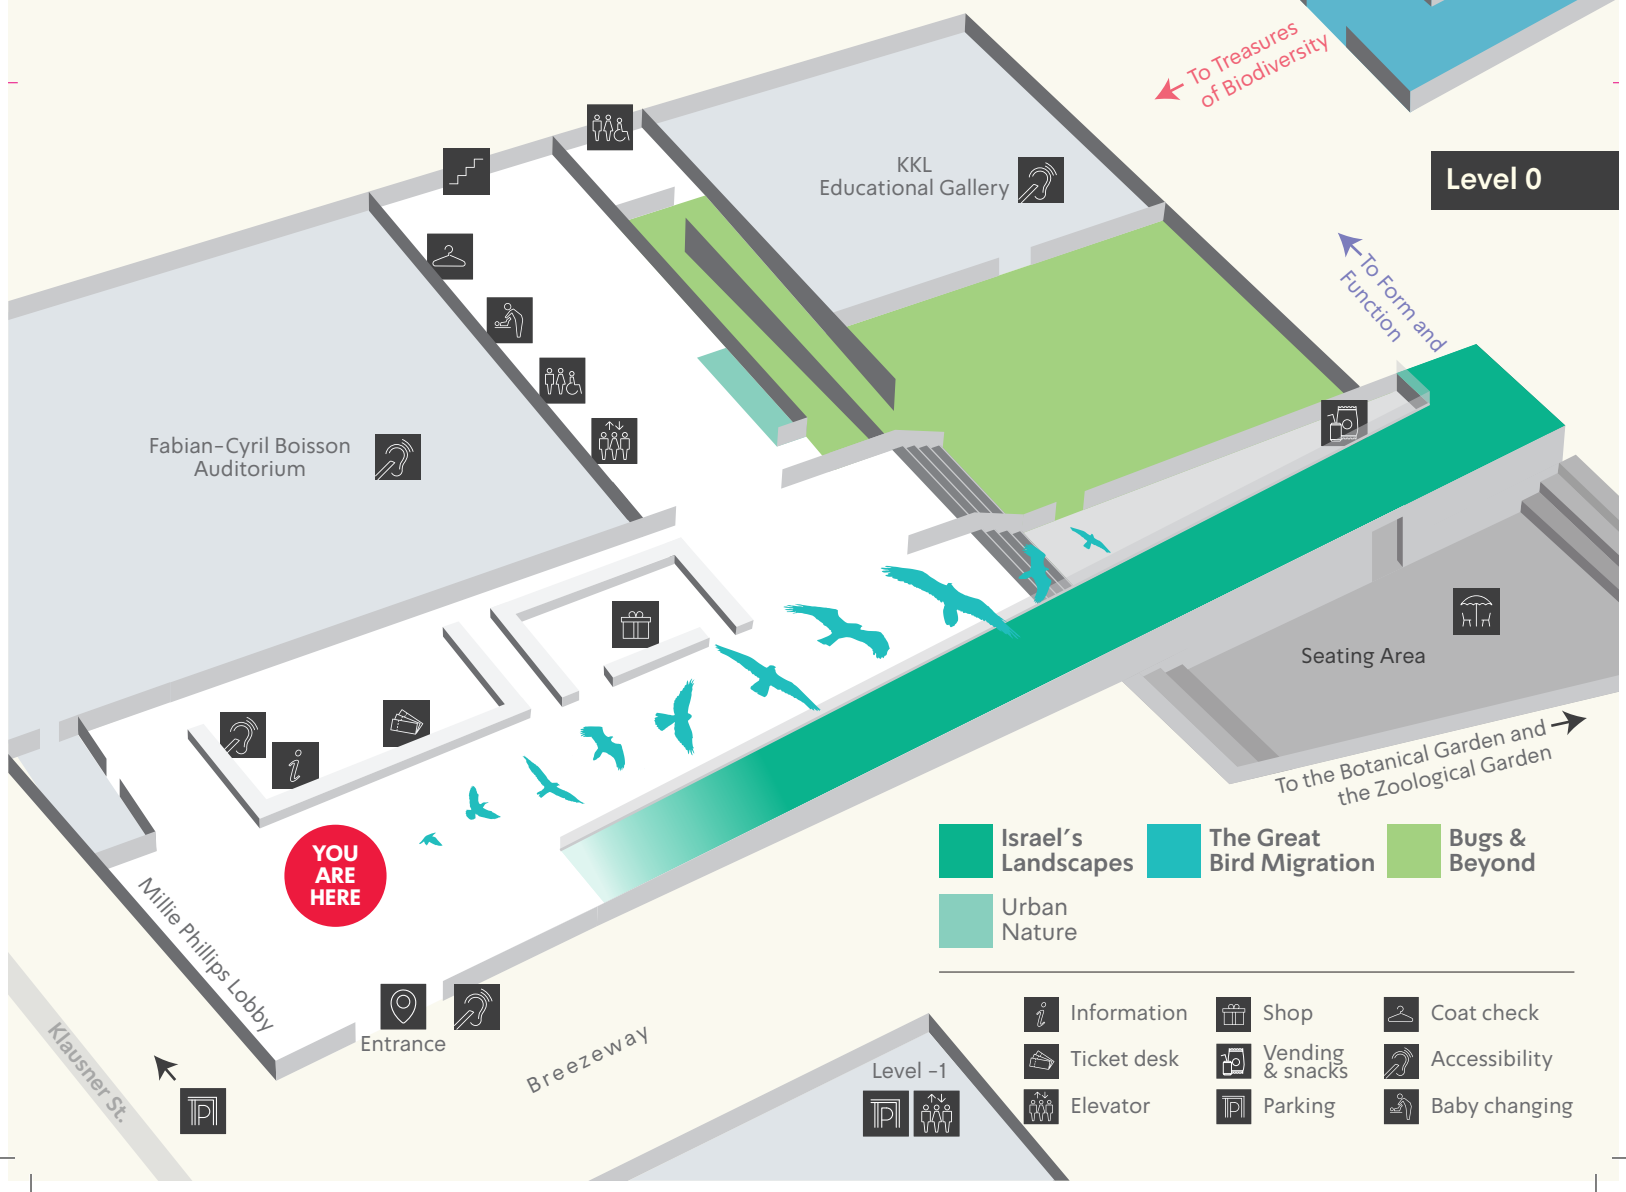 To Treasures
of Biodiversity
Level 0
KKL
Educational Gallery
To Form and
Function
Fabian-Cyril Boisson
Auditorium
Seating Area
To the Botanical Garden and
the Zoological Garden
YOU
ARE
HERE
Millie Phillips Lobby
Entrance
Klausner St.
Breezeway
Level -1
Israel's
Landscapes
The Great
Bird Migration
Bugs &
Beyond
Urban
Nature
Information
Shop
Coat check
Ticket desk
Vending
& snacks
Accessibility
Elevator
Parking
Baby changing